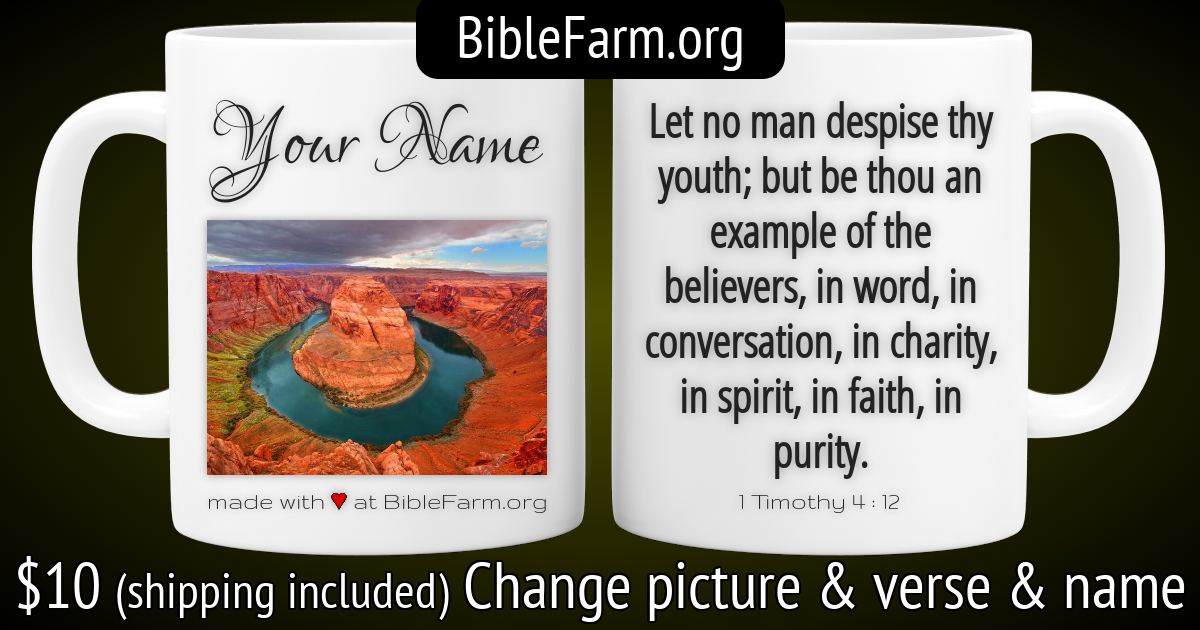 BibleFarm.org
Your Name
made with ♥ at BibleFarm.org
Let no man despise thy
youth; but be thou an
example of the
believers, in word, in
conversation, in charity,
in spirit, in faith, in
purity.
1 Timothy 4 : 12
$10 (shipping included) Change picture & verse & name